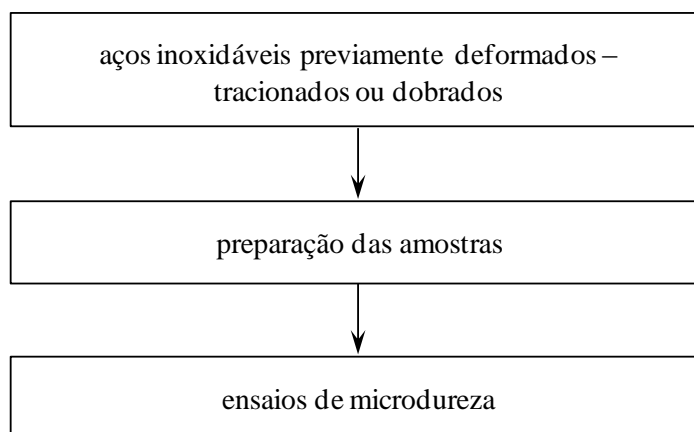 aços inoxidáveis previamente deformados –
tracionados ou dobrados
preparação das amostras
ensaios de microdureza